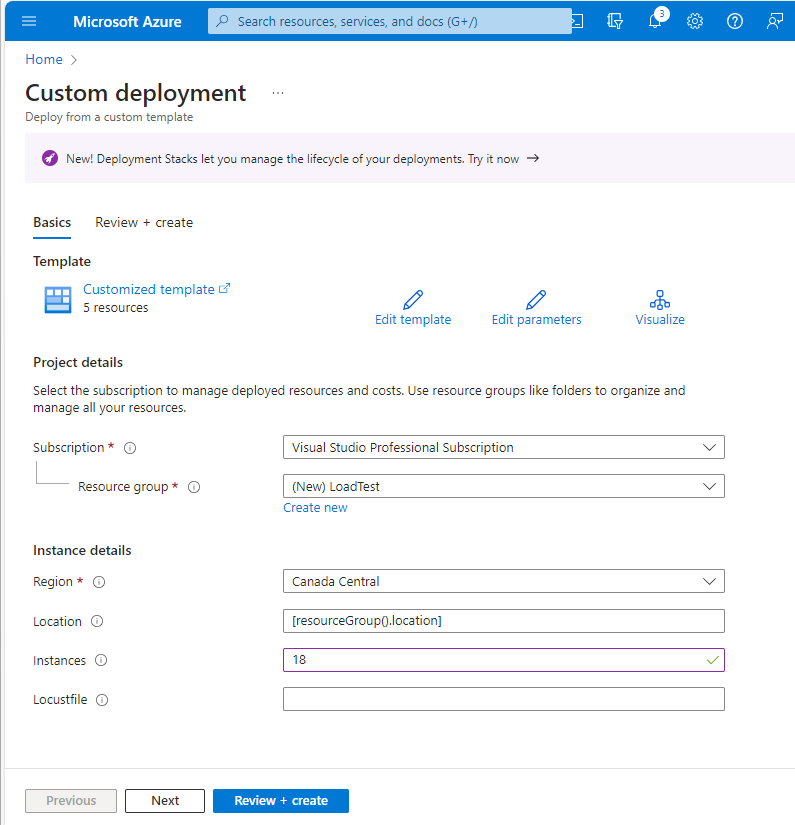 Microsoft Azure
Search resources, services, and docs (G+/)
3
Home
Custom deployment
...
Deploy from a custom template
New! Deployment Stacks let you manage the lifecycle of your deployments. Try it now →
Basics
Review + create
Template
Customized template
5 resources
Edit template
Edit parameters
Visualize
Project details
Select the subscription to manage deployed resources and costs. Use resource groups like folders to organize and
manage all your resources.
Subscription *
Visual Studio Professional Subscription
Resource group *
(New) LoadTest
Create new
Instance details
Region *
Canada Central
Location
[resourceGroup().location]
Instances
18
Locustfile
Previous
Next
Review + create